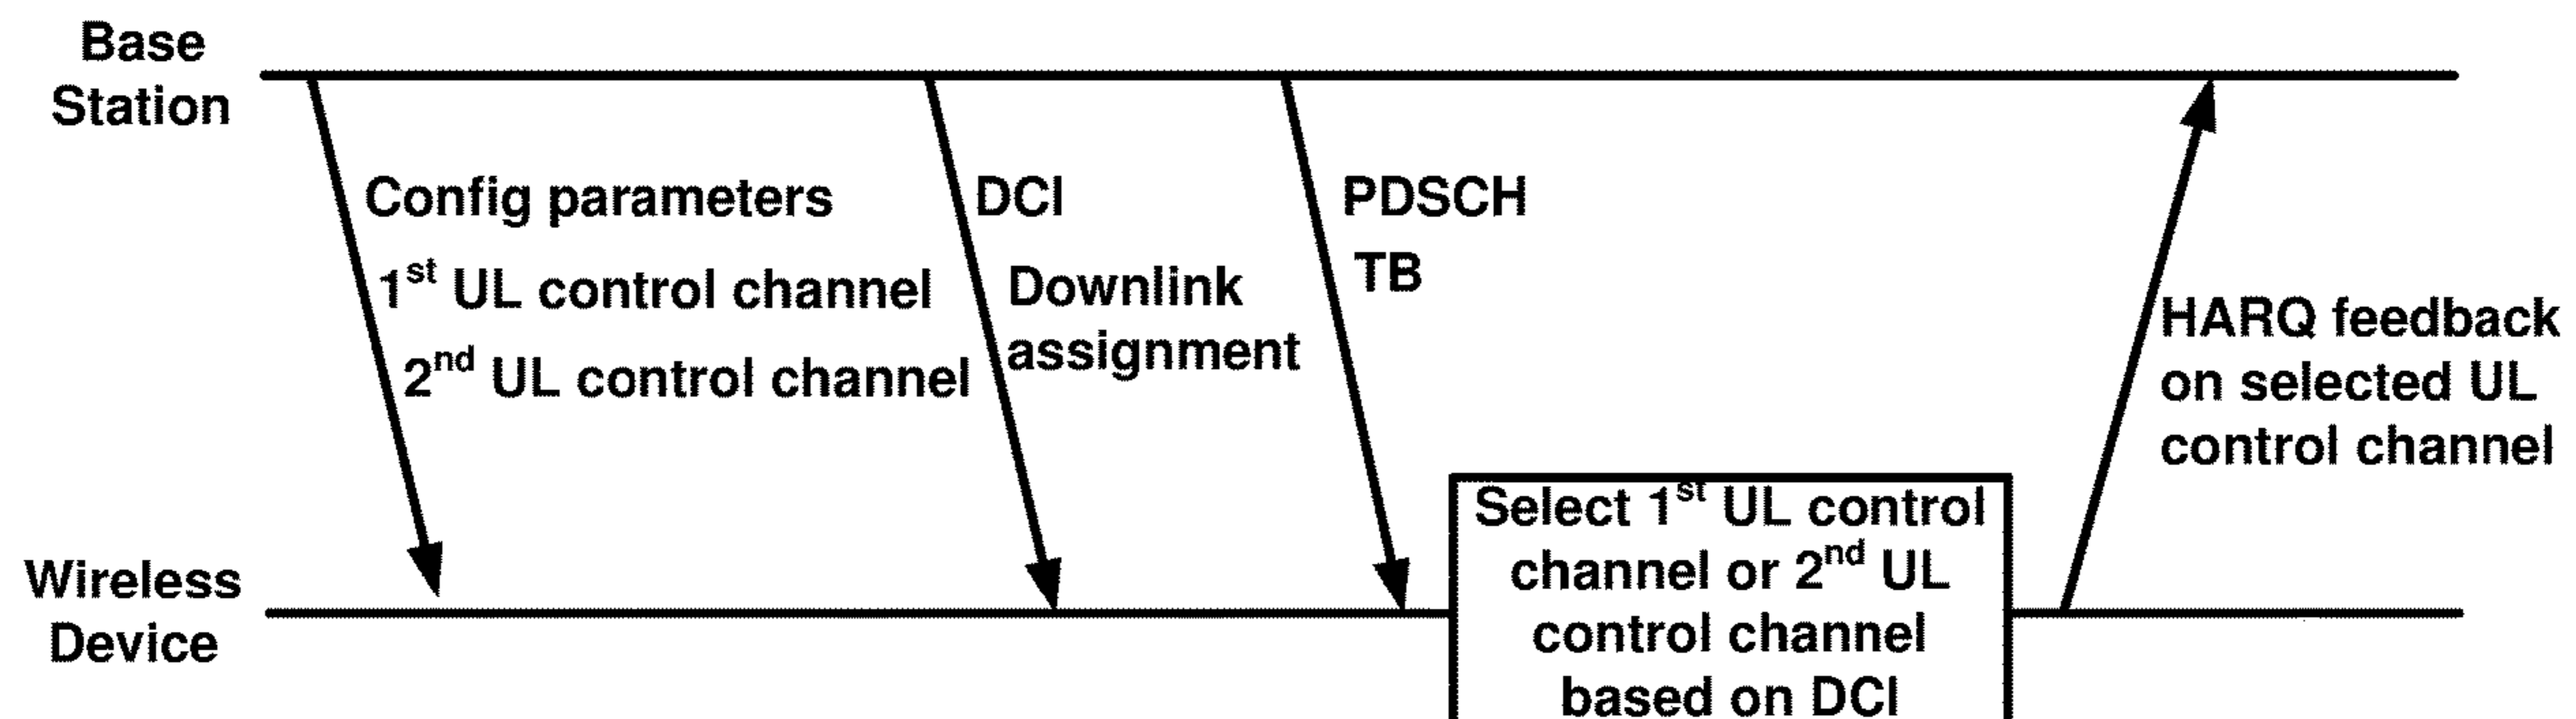 Base
Station
Config parameters
1st UL control channel
2nd UL control channel
DCI
Downlink
assignment
PDSCH
TB
HARQ feedback
on selected UL
control channel
Wireless
Device
Select 1st UL control
channel or 2nd UL
control channel
based on DCI